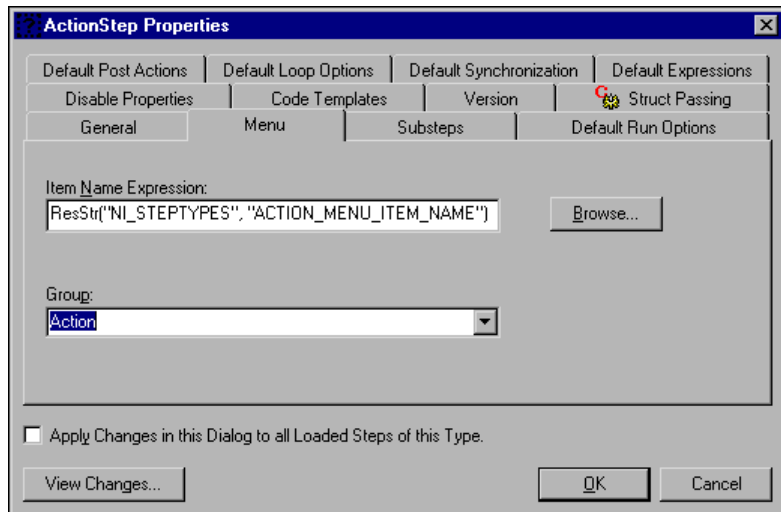 ActionStep Properties
Default Post Actions Default Loop Options Default Synchronization Default Expressions
Disable Properties Code Templates Version C Struct Passing
General Menu Substeps Default Run Options
Item Name Expression:
ResStr("NI_STEPTYPES", "ACTION_MENU_ITEM_NAME")
Browse...
Group:
Action
Apply Changes in this Dialog to all Loaded Steps of this Type.
View Changes... OK Cancel